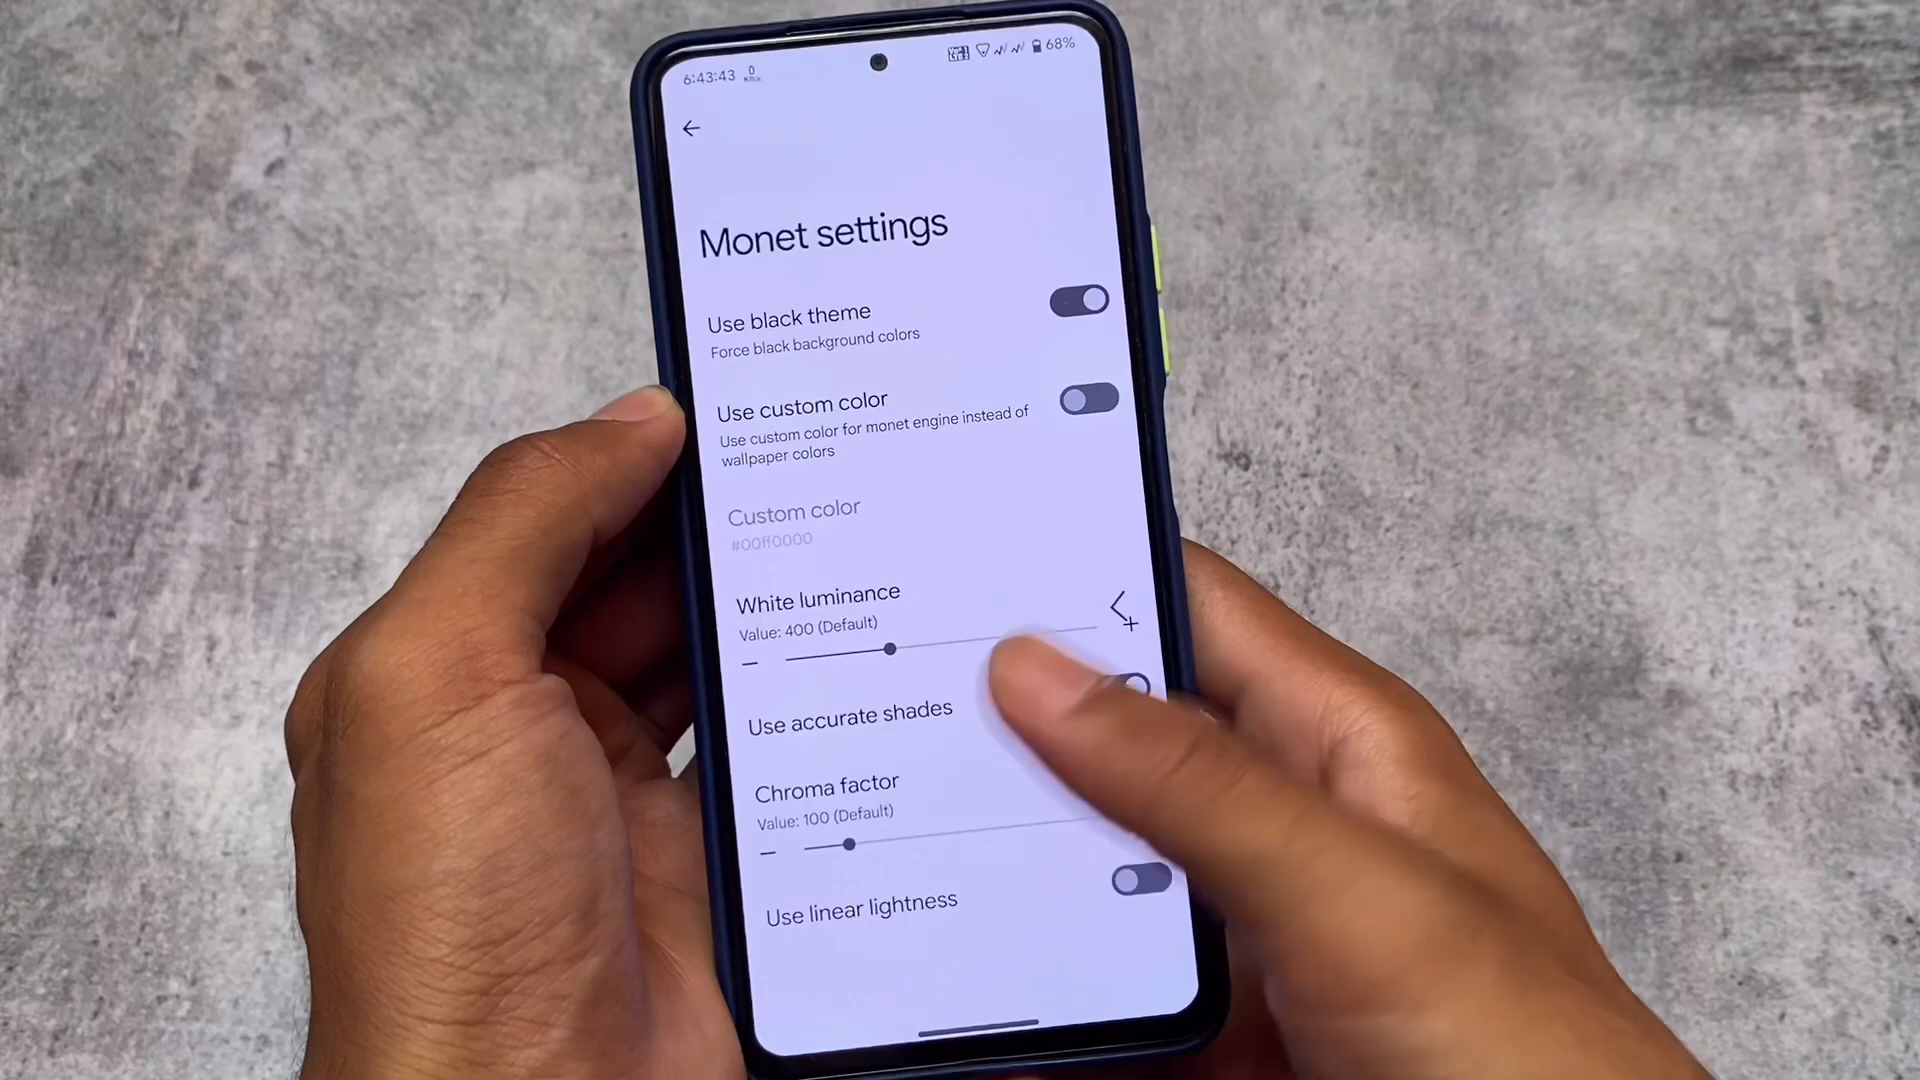 6:43:43 0 KB/s 68%
Monet settings
Use black theme
Force black background colors
Use custom color
Use custom color for monet engine instead of
wallpaper colors
Custom color
#00ff0000
White luminance
Value: 400 (Default)
Use accurate shades
Chroma factor
Value: 100 (Default)
Use linear lightness